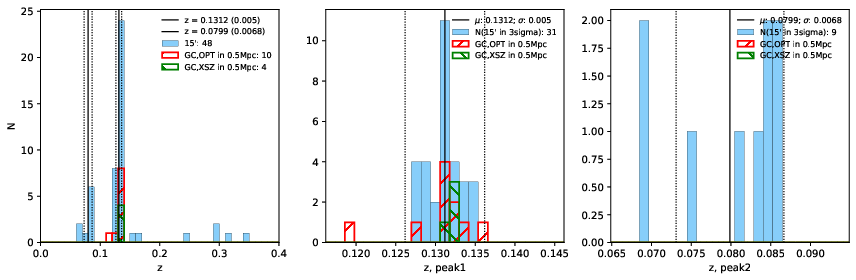 z = 0.1312 (0.005)
z = 0.0799 (0.0068)
15': 48
GC,OPT in 0.5Mpc: 10
GC,XSZ in 0.5Mpc: 4
25
20
15
10
5
0
N
0.0 0.1 0.2 0.3 0.4
z
μ: 0.1312; σ: 0.005
N(15' in 3sigma): 31
GC,OPT in 0.5Mpc
GC,XSZ in 0.5Mpc
10
8
6
4
2
0
0.120 0.125 0.130 0.135 0.140 0.145
z, peak1
μ: 0.0799; σ: 0.0068
N(15' in 3sigma): 9
GC,OPT in 0.5Mpc
GC,XSZ in 0.5Mpc
2.00
1.75
1.50
1.25
1.00
0.75
0.50
0.25
0.00
0.065 0.070 0.075 0.080 0.085 0.090
z, peak2